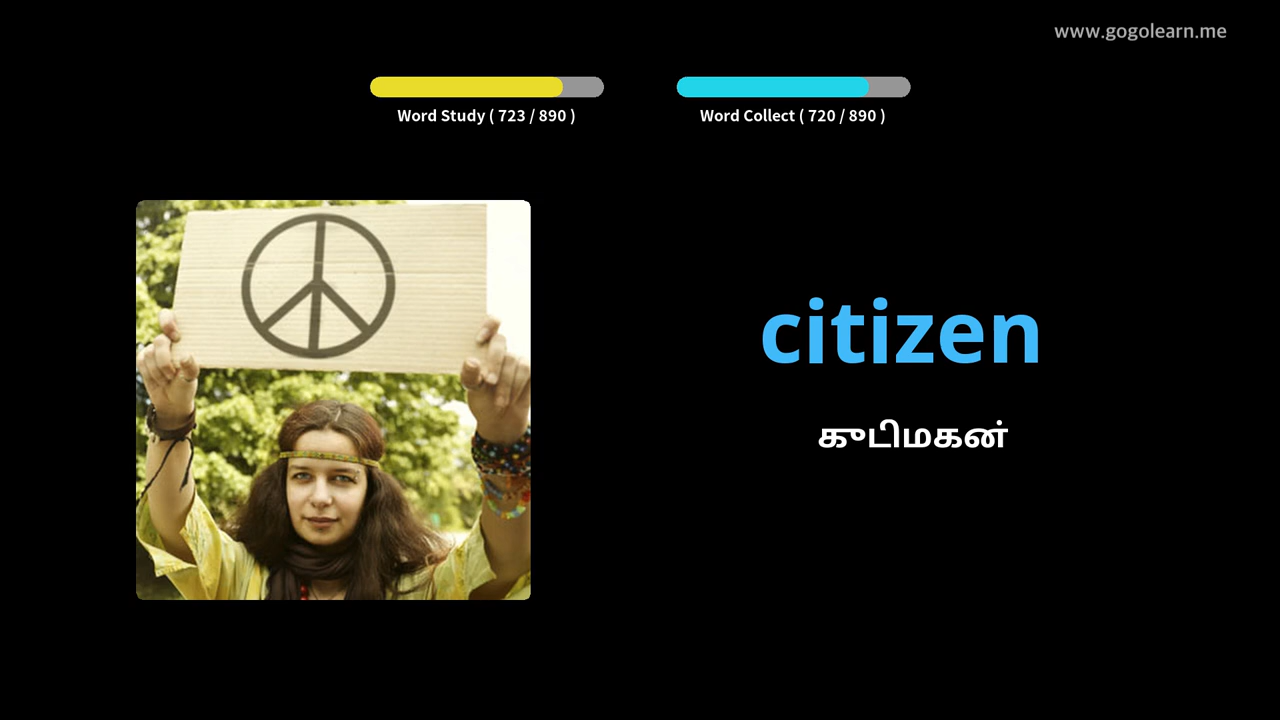 www.gogolearn.me
Word Study ( 723 / 890 )
Word Collect ( 720 / 890 )
citizen
குடிமகன்